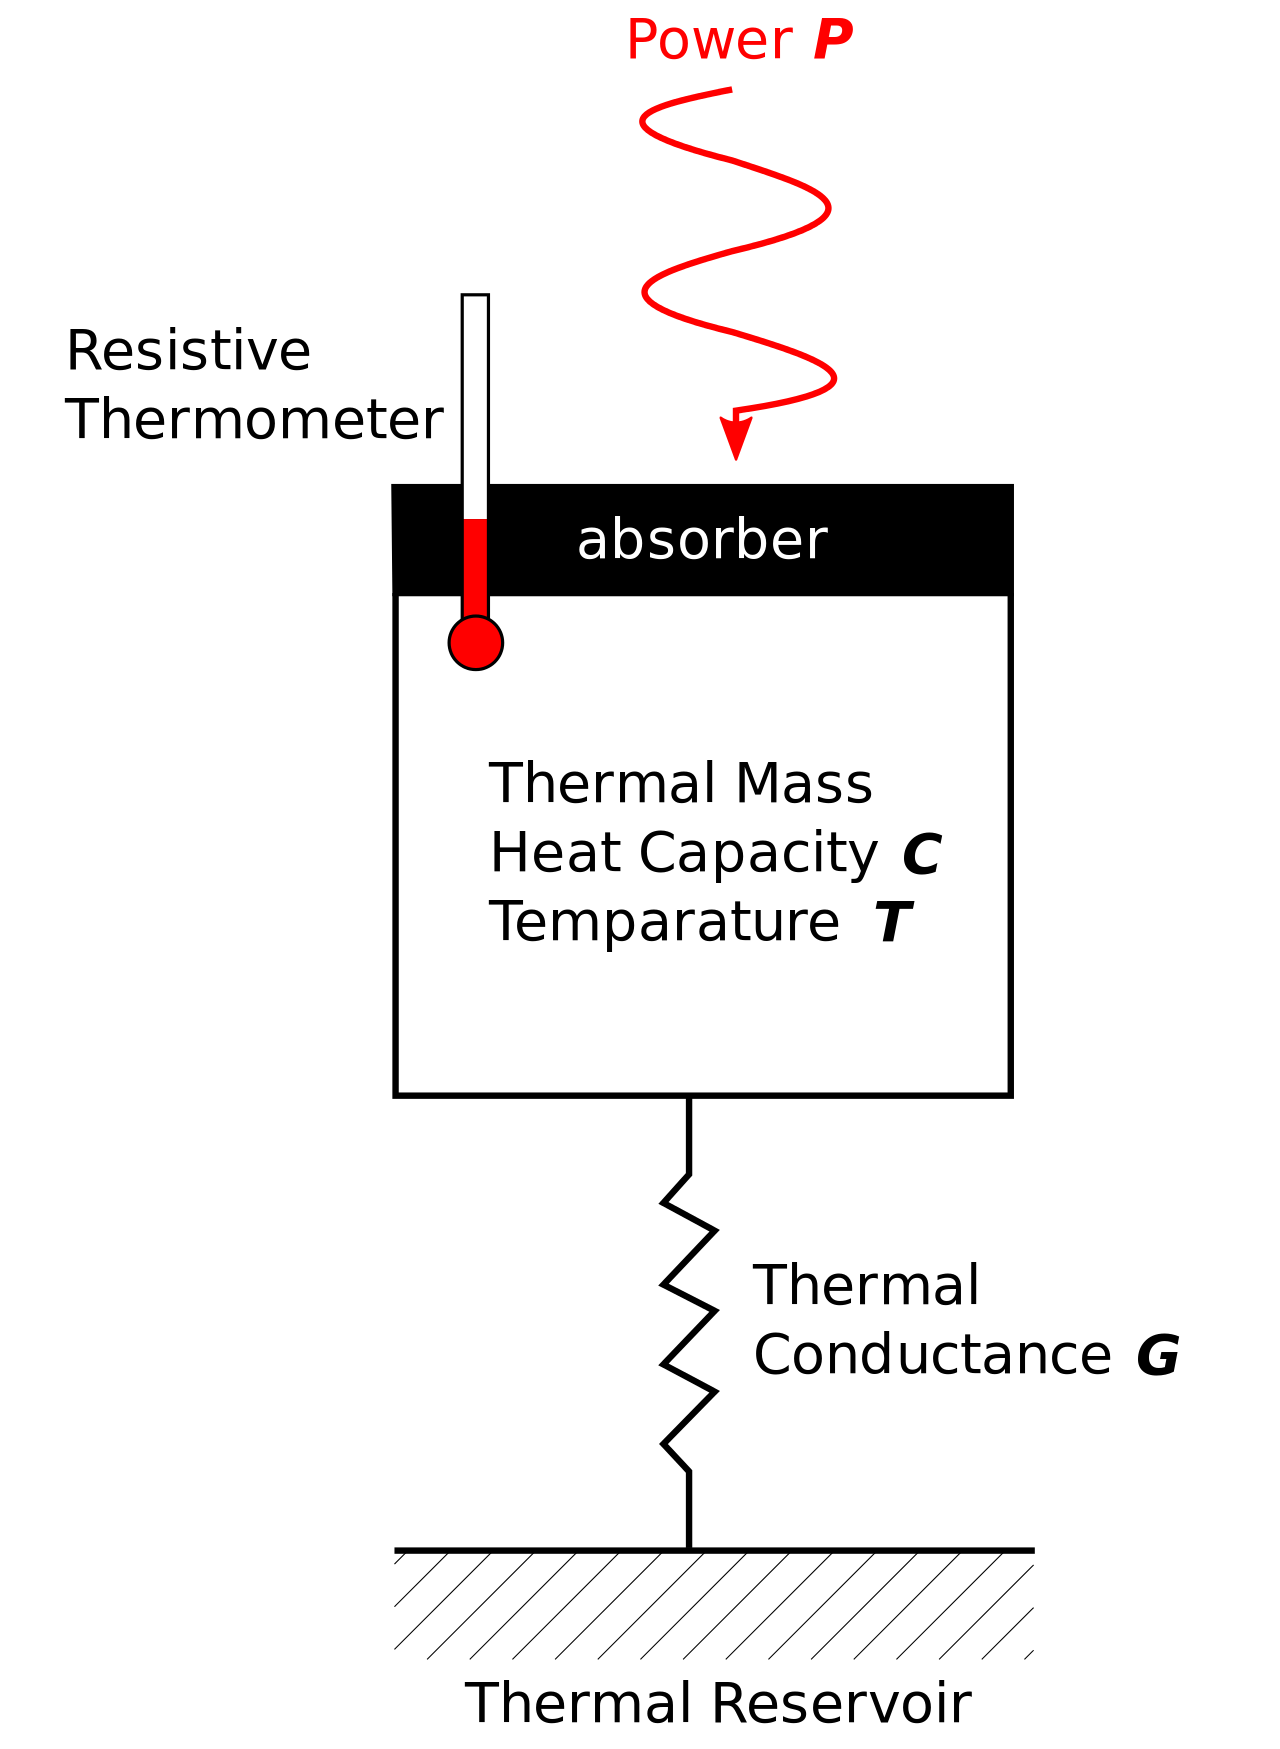 Power P
Resistive
Thermometer
absorber
Thermal Mass
Heat Capacity C
Temparature T
Thermal
Conductance G
Thermal Reservoir